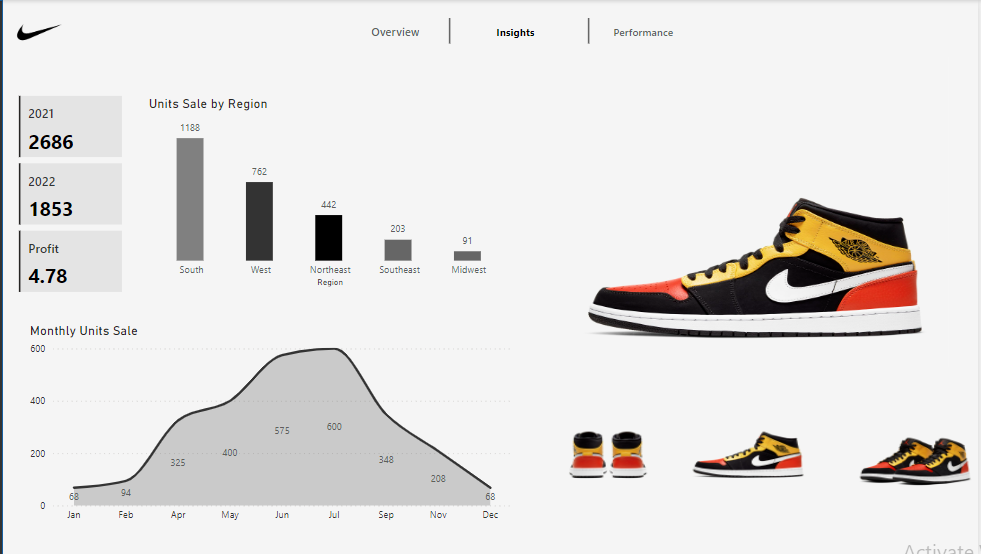 Overview
Insights
Performance
2021
2686
2022
1853
Profit
4.78
Units Sale by Region
1188
762
442
203
91
South West Northeast Southeast Midwest
Region
Monthly Units Sale
600
400
200
0
68 94 325 400 575 600 348 208 68
Jan Feb Apr May Jun Jul Sep Nov Dec
Activate